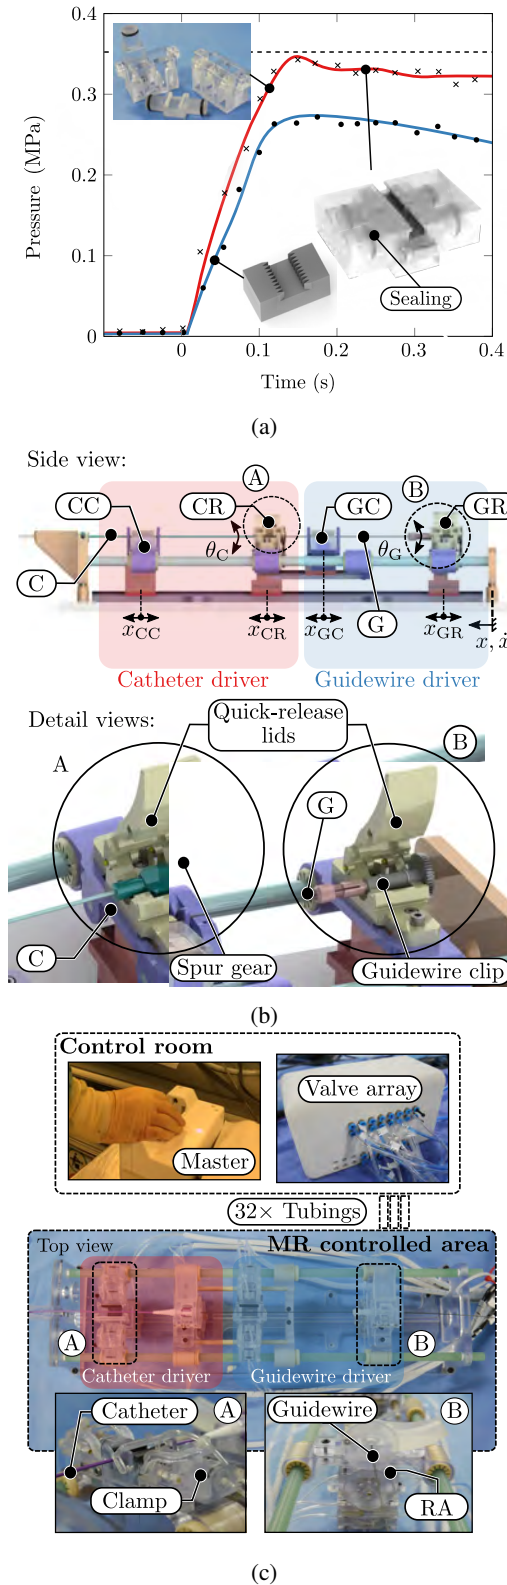 0.4
0.3
0.2
0.1
0
Pressure (MPa)
Sealing
0 0.1 0.2 0.3 0.4
Time (s)
(a)
Side view:
A
B
CC
CR
GC
GR
θC
θG
C
G
xCC
xCR
xGC
xGR
x, ẋ
Catheter driver
Guidewire driver
Detail views:
Quick-release
lids
A
B
G
C
Spur gear
Guidewire clip
(b)
Control room
Valve array
Master
32× Tubings
Top view
MR controlled area
A
B
Catheter driver
Guidewire driver
Catheter
A
Guidewire
B
Clamp
RA
(c)